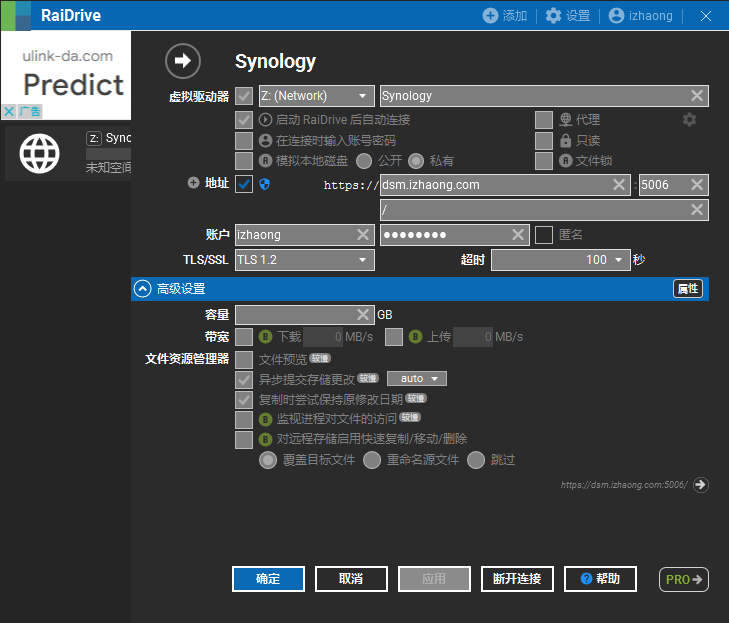 RaiDrive
添加 设置 izhaong
ulink-da.com
Predict
广告
Z: Sync
未知空间
Synology
虚拟驱动器 Z: (Network) Synology
启动 RaiDrive 后自动连接 代理
在连接时输入账号密码 只读
R 模拟本地磁盘 公开 私有 R 文件锁
地址 https:// dsm.izhaong.com : 5006
/
账户 izhaong ●●●●●●●● 匿名
TLS/SSL TLS 1.2 超时 100 秒
高级设置 属性
容量 GB
带宽 B 下载 0 MB/s B 上传 0 MB/s
文件资源管理器 文件预览 较慢
异步提交存储更改 较慢 auto
复制时尝试保持原修改日期 较慢
B 监视进程对文件的访问 较慢
B 对远程存储启用快速复制/移动/删除
覆盖目标文件 重命名源文件 跳过
https://dsm.izhaong.com:5006/
确定 取消 应用 断开连接 ? 帮助 PRO